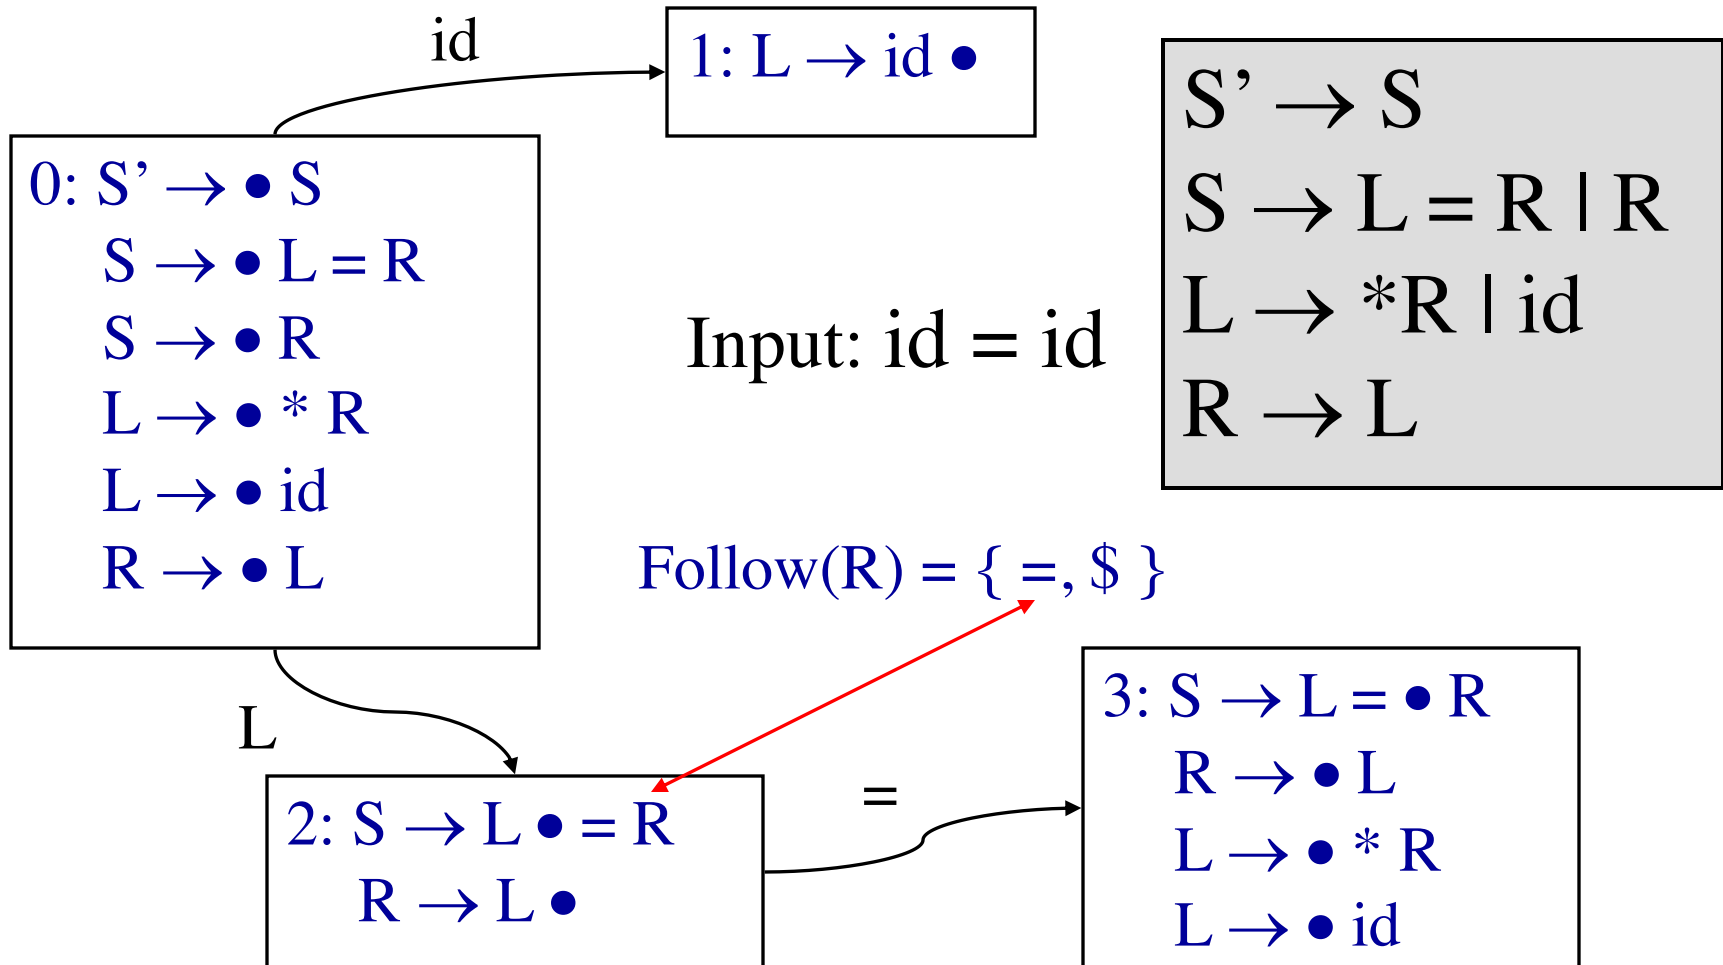 id
1: L → id •
S’ → S
S → L = R | R
L → *R | id
R → L
0: S’ → • S
S → • L = R
S → • R
L → • * R
L → • id
R → • L
Input: id = id
Follow(R) = { =, $ }
L
2: S → L • = R
R → L •
=
3: S → L = • R
R → • L
L → • * R
L → • id